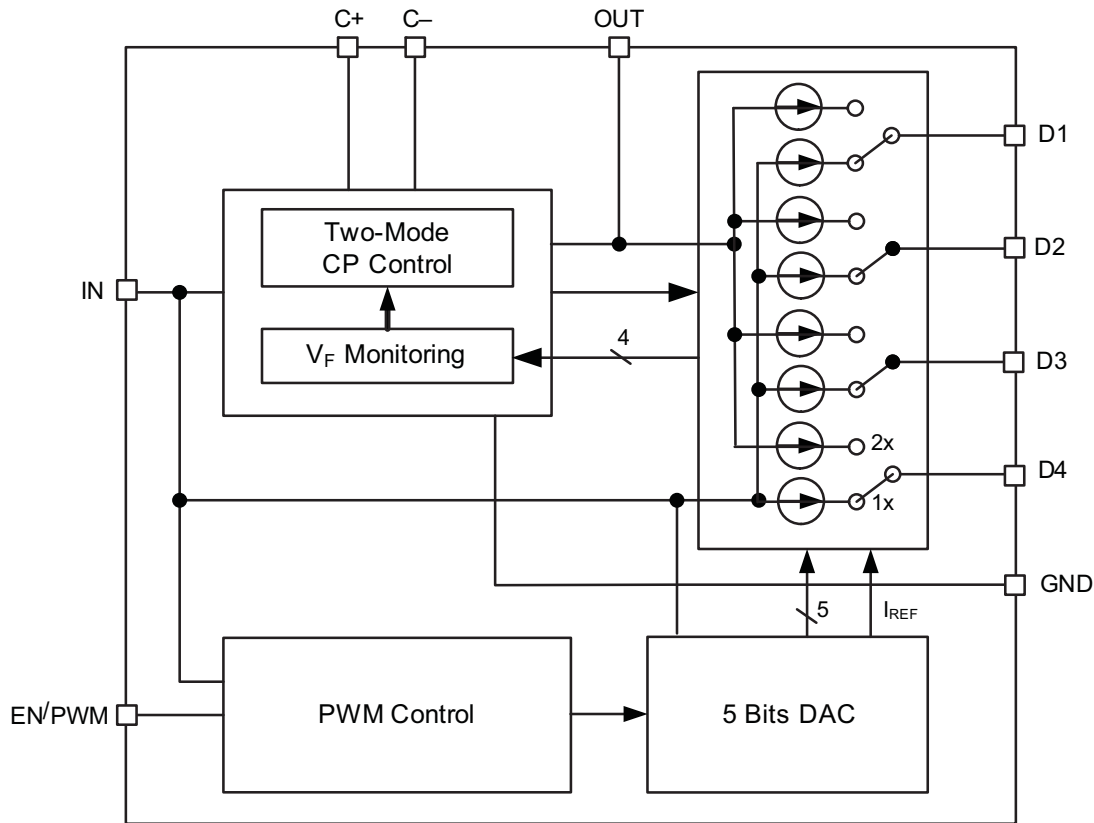 C+
C–
OUT
D1
Two-Mode
CP Control
D2
IN
4
V_F Monitoring
D3
2x
D4
1x
GND
5
I_REF
EN/PWM
PWM Control
5 Bits DAC